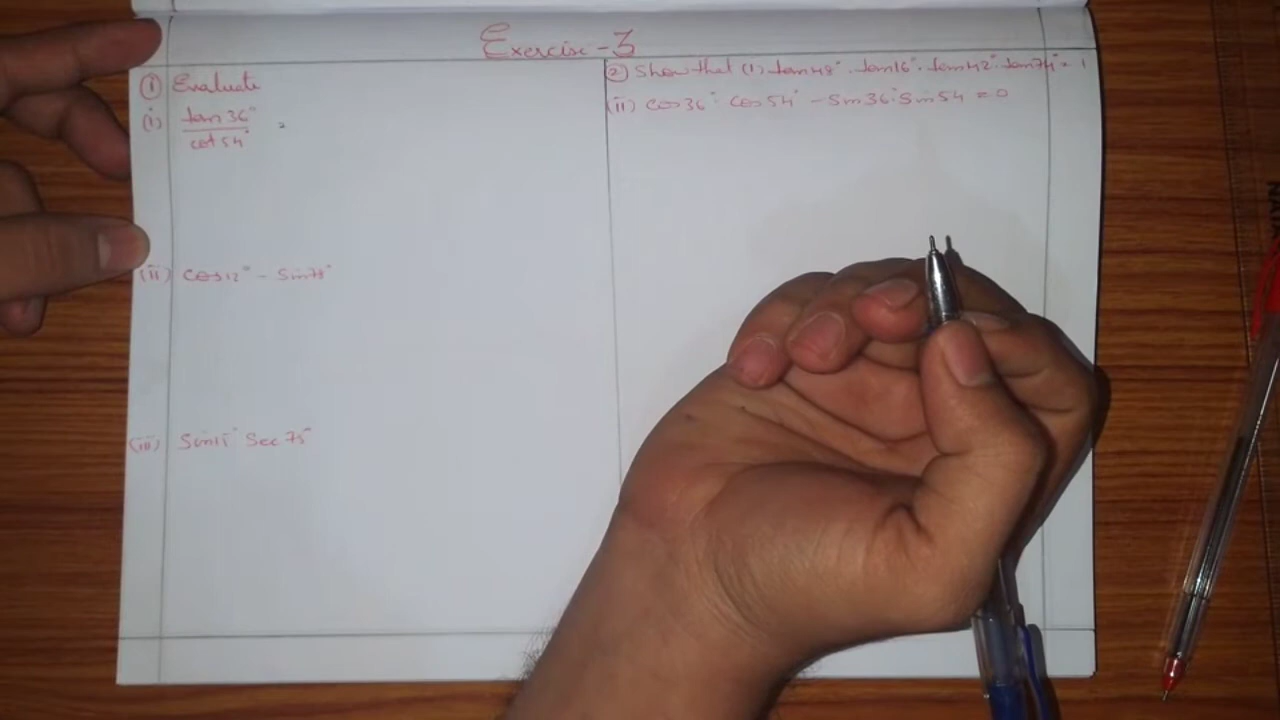 Exercise-3
① Evaluate
(i) tan 36° / cot 54°
(ii) cos 12° - Sin 78°
(iii) Sin 15° Sec 75°
② Show that (i) tan 48° · tan 16° · tan 42° · tan 74° = 1
(ii) cos 36° · cos 54° - Sin 36° · Sin 54 = 0